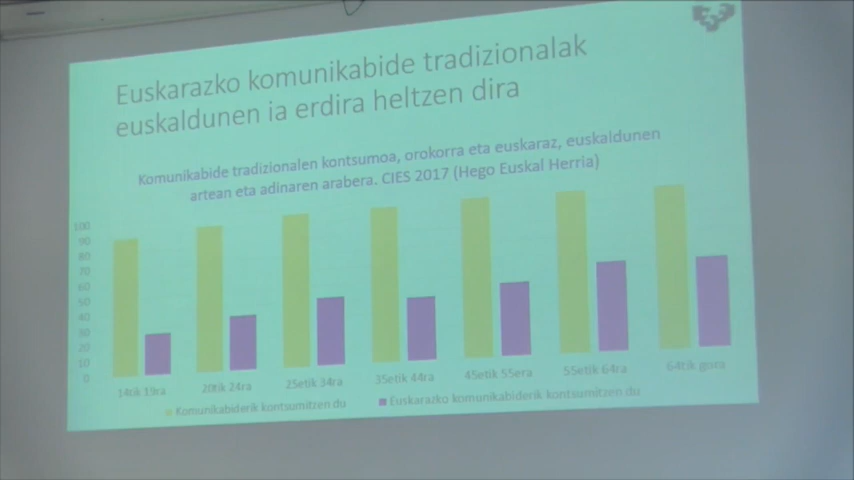 Euskarazko komunikabide tradizionalak
euskaldunen ia erdira heltzen dira
Komunikabide tradizionalen kontsumoa, orokorra eta euskaraz, euskaldunen
artean eta adinaren arabera. CIES 2017 (Hego Euskal Herria)
100
90
80
70
60
50
40
30
20
10
0
14tik 19ra 20tik 24ra 25etik 34ra 35etik 44ra 45etik 55era 55etik 64ra 64tik gora
Komunikabiderik kontsumitzen du Euskarazko komunikabiderik kontsumitzen du